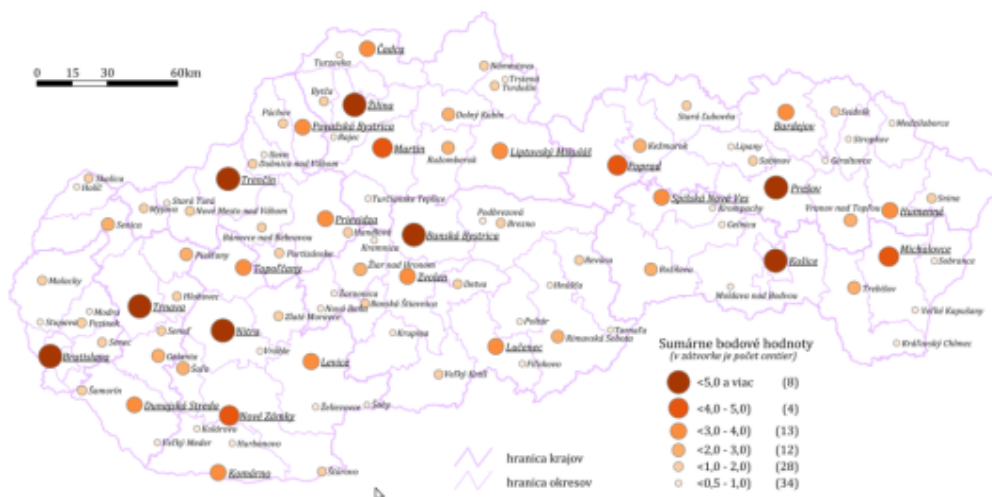 Čadca
Turzovka
Námestovo
Trstená
Tvrdošín
0 15 30 60km
Bytča
Žilina
Stará Ľubovňa
Svidník
Medzilaborce
Púchov
Považská Bystrica
Dolný Kubín
Bardejov
Rajec
Stropkov
Martin
Ružomberok
Liptovský Mikuláš
Kežmarok
Lipany
Sabinov
Giraltovce
Ilava
Dubnica nad Váhom
Poprad
Trenčín
Prešov
Skalica
Holíč
Turčianske Teplice
Spišská Nová Ves
Snina
Stará Turá
Myjava
Nové Mesto nad Váhom
Krompachy
Vranov nad Topľou
Humenné
Senica
Prievidza
Podbrezová
Brezno
Gelnica
Bánovce nad Bebravou
Handlová
Kremnica
Banská Bystrica
Piešťany
Partizánske
Topoľčany
Žiar nad Hronom
Zvolen
Revúca
Rožňava
Košice
Michalovce
Sobrance
Malacky
Detva
Hnúšťa
Moldava nad Bodvou
Trebišov
Hlohovec
Žarnovica
Banská Štiavnica
Trnava
Nová Baňa
Modra
Stupava
Pezinok
Zlaté Moravce
Veľké Kapušany
Sereď
Nitra
Krupina
Poltár
Tornaľa
Senec
Vráble
Rimavská Sobota
Kráľovský Chlmec
Bratislava
Galanta
Šaľa
Levice
Lučenec
Fiľakovo
Veľký Krtíš
Šamorín
Dunajská Streda
Nové Zámky
Želiezovce
Šahy
Kolárovo
Veľký Meder
Hurbanovo
Komárno
Štúrovo
Sumárne bodové hodnoty
(v zátvorke je počet centier)
<5,0 a viac (8)
<4,0 - 5,0) (4)
<3,0 - 4,0) (13)
<2,0 - 3,0) (12)
<1,0 - 2,0) (28)
<0,5 - 1,0) (34)
hranica krajov
hranica okresov